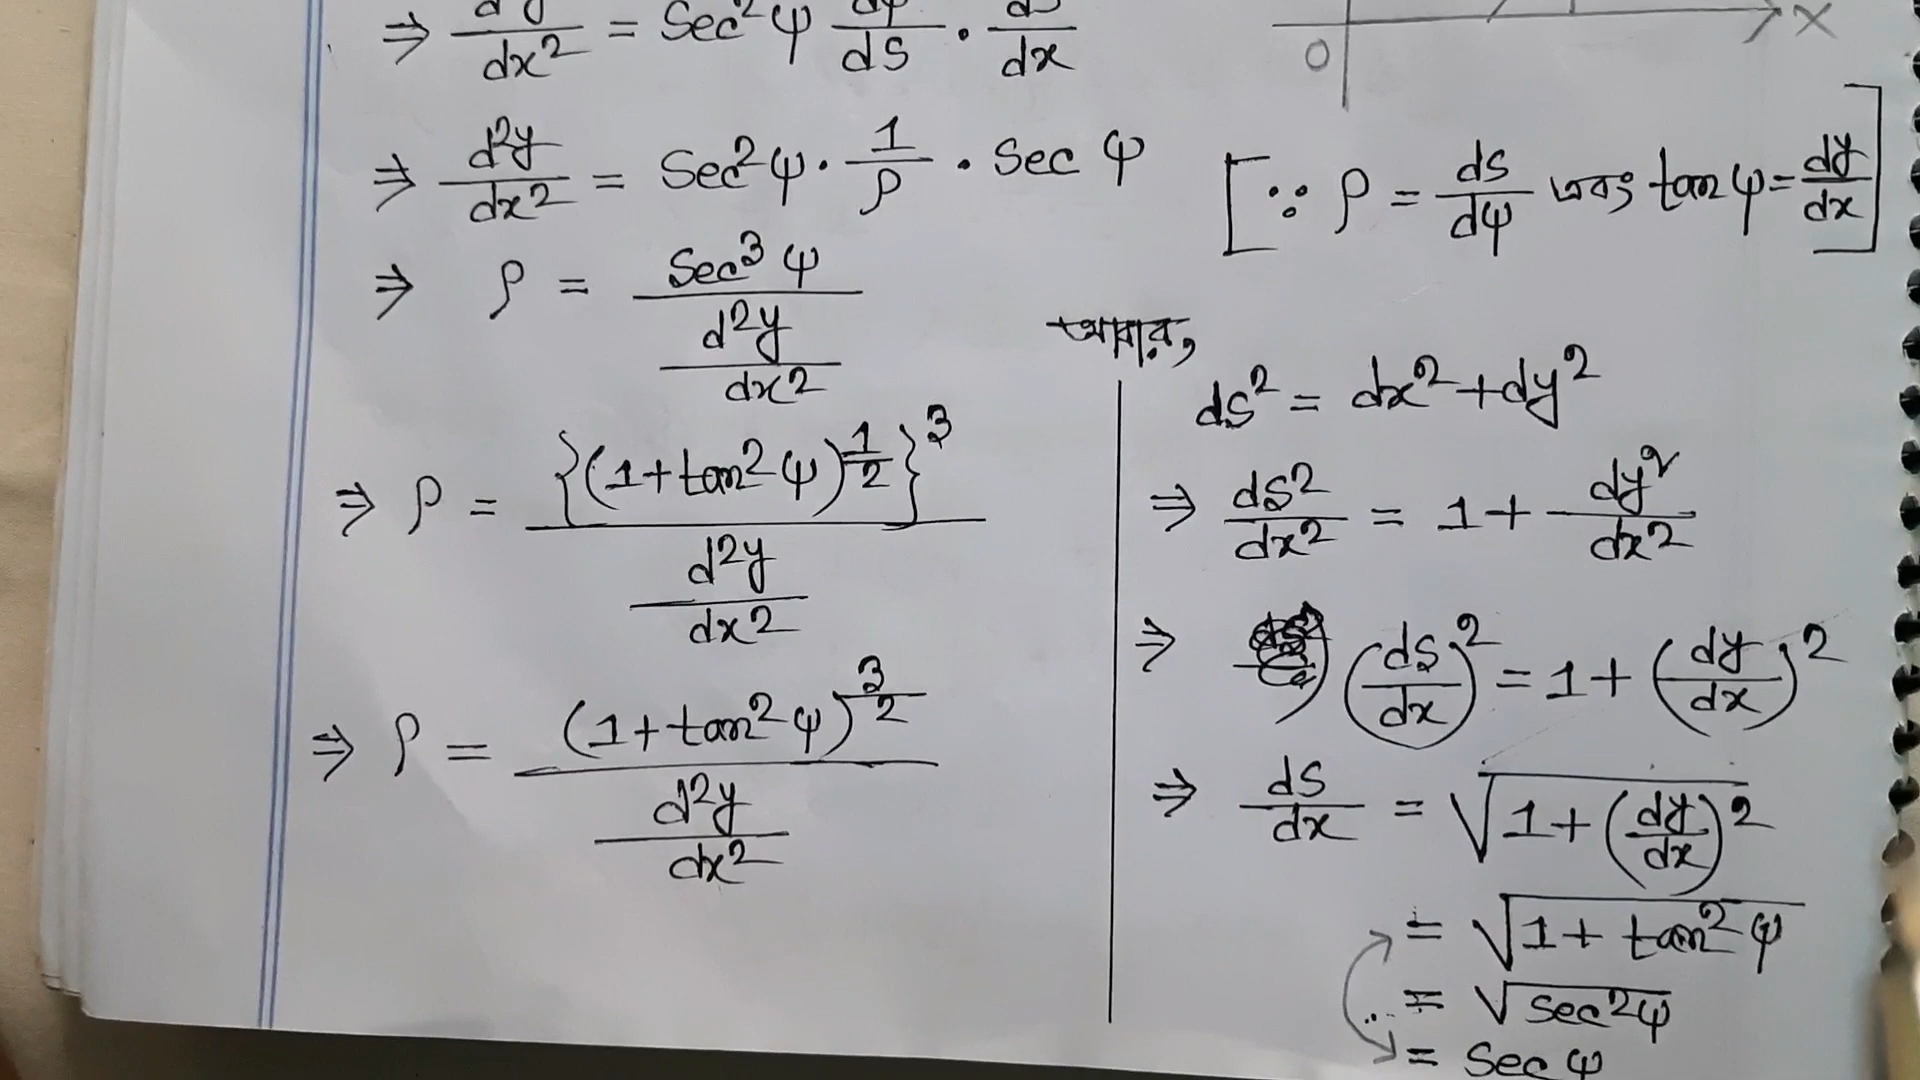 ⇒ d²y/dx² = Sec²ψ dψ/ds · ds/dx
O X
⇒ d²y/dx² = Sec²ψ · 1/ρ · Sec ψ
[∵ ρ = ds/dψ এবং tanψ = dy/dx]
⇒ ρ = Sec³ψ / (d²y/dx²)
⇒ ρ = {(1+tan²ψ)^(1/2)}³ / (d²y/dx²)
⇒ ρ = (1+tan²ψ)^(3/2) / (d²y/dx²)
আবার,
ds² = dx²+dy²
⇒ ds²/dx² = 1 + dy²/dx²
⇒ (ds/dx)² = 1 + (dy/dx)²
⇒ ds/dx = √(1+(dy/dx)²)
= √(1+ tan²ψ)
= √(sec²ψ)
= Sec ψ